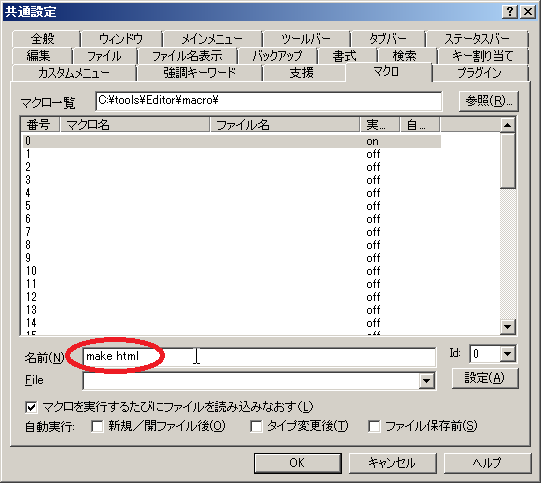 共通設定
全般 ウィンドウ メインメニュー ツールバー タブバー ステータスバー
編集 ファイル ファイル名表示 バックアップ 書式 検索 キー割り当て
カスタムメニュー 強調キーワード 支援 マクロ プラグイン
マクロ一覧 C:¥tools¥Editor¥macro¥ 参照(R)...
番号 マクロ名 ファイル名 実... 自...
0 on
1 off
2 off
3 off
4 off
5 off
6 off
7 off
8 off
9 off
10 off
11 off
12 off
13 off
14 off
名前(N) make html Id: 0
File 設定(A)
マクロを実行するたびにファイルを読み込みなおす(L)
自動実行: 新規／開ファイル後(O) タイプ変更後(T) ファイル保存前(S)
OK キャンセル ヘルプ